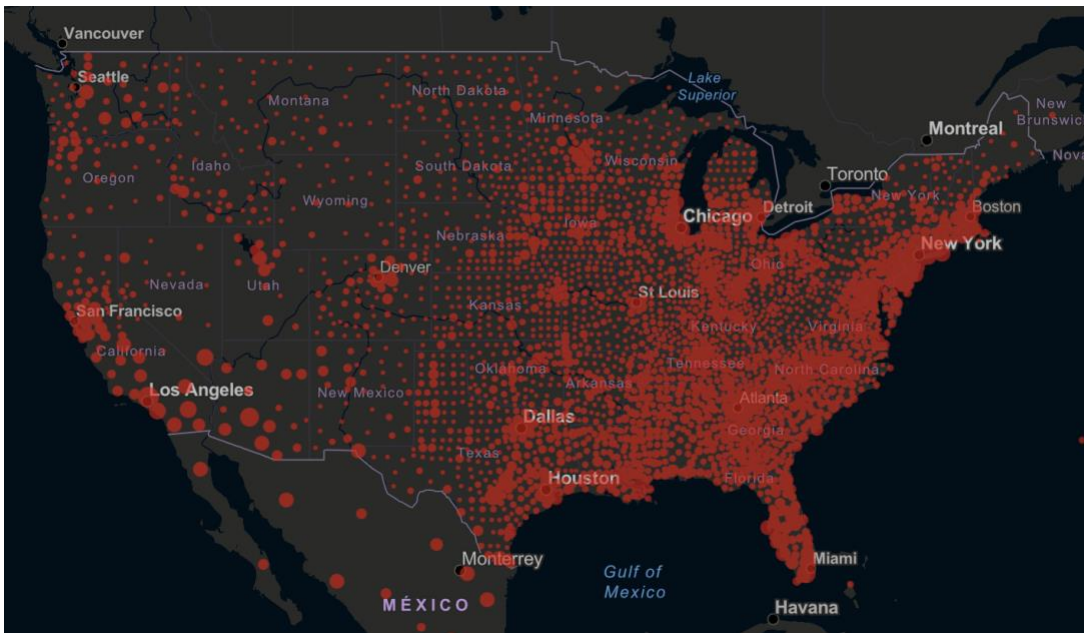 Vancouver
Seattle
Montana
North Dakota
Lake
Superior
Minnesota
Montreal
New
Brunswick
Nova
Oregon
Idaho
South Dakota
Wisconsin
Toronto
Wyoming
New York
Detroit
Boston
Chicago
Iowa
Nebraska
New York
Nevada
Utah
Denver
Ohio
St Louis
San Francisco
Kansas
Kentucky
Virginia
California
Tennessee
North Carolina
Oklahoma
Arkansas
Los Angeles
New Mexico
Atlanta
Dallas
Georgia
Texas
Houston
Florida
Monterrey
Miami
Gulf of
Mexico
MÉXICO
Havana